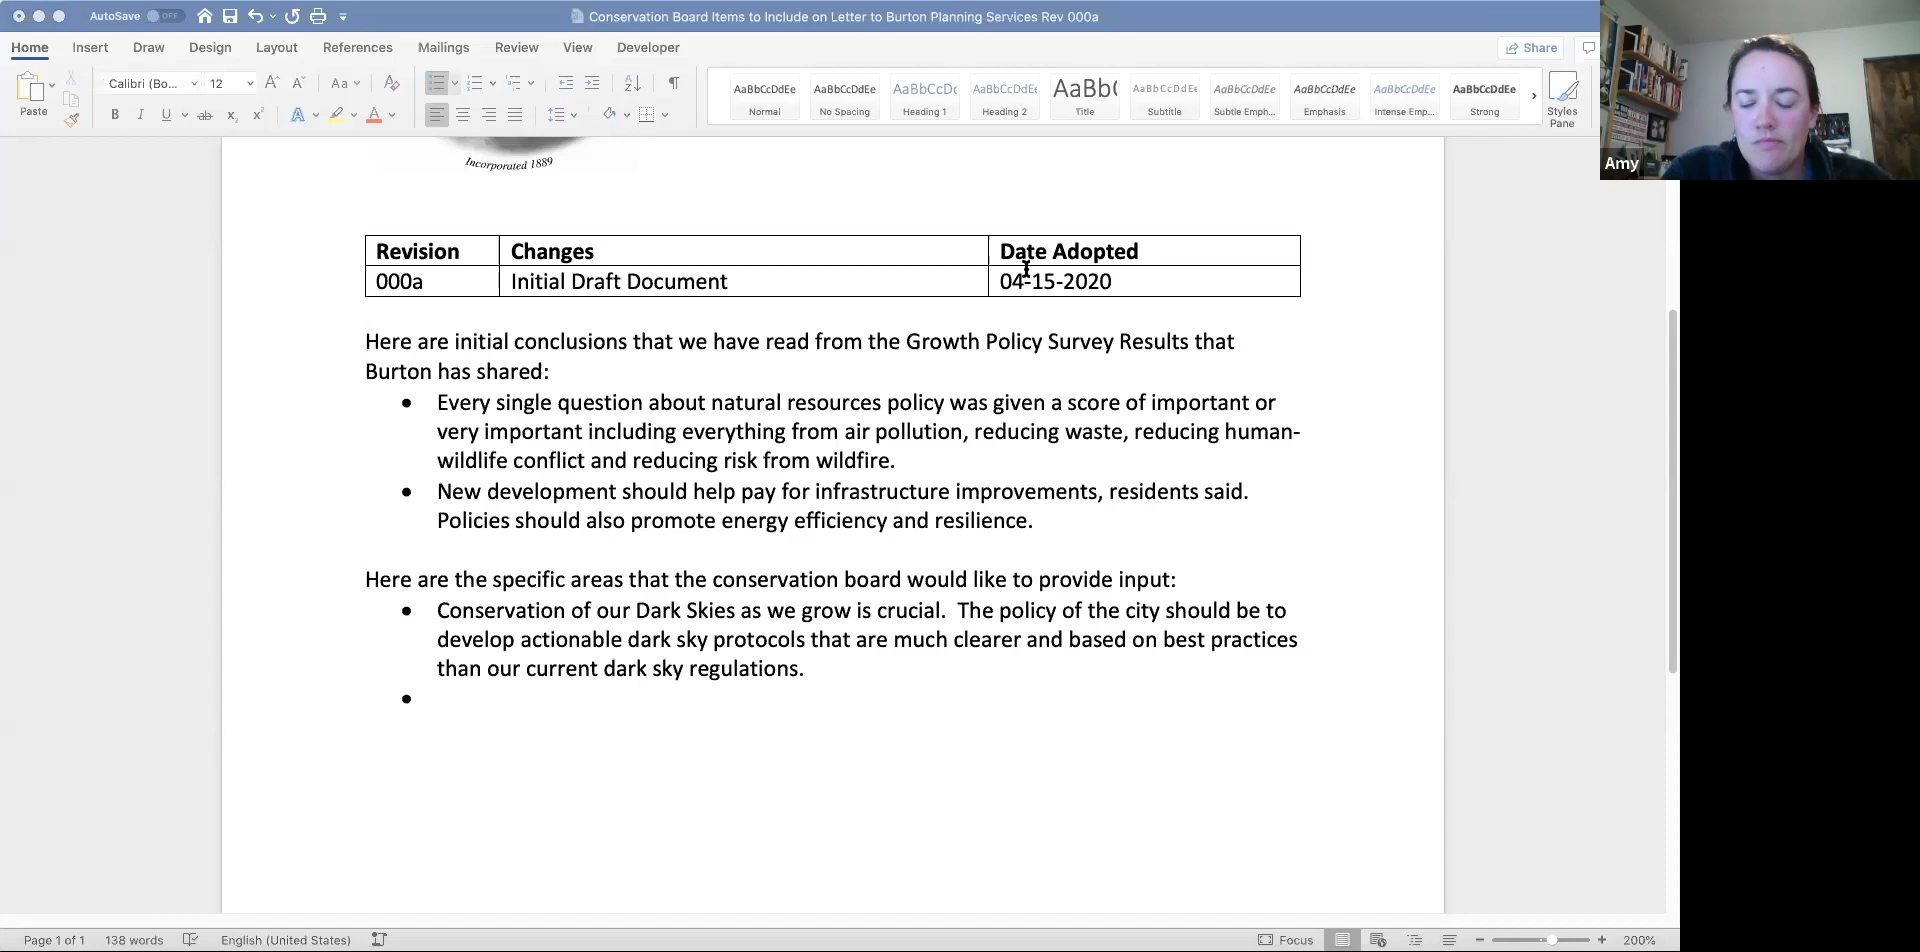 AutoSave OFF
Conservation Board Items to Include on Letter to Burton Planning Services Rev 000a
Home Insert Draw Design Layout References Mailings Review View Developer
Share
Paste
Calibri (Bo... 12
Aa
B I U ab x₂ x²
AaBbCcDdEe Normal
AaBbCcDdEe No Spacing
AaBbCcDc Heading 1
AaBbCcDdEe Heading 2
AaBb( Title
AaBbCcDdEe Subtitle
AaBbCcDdEe Subtle Emph...
AaBbCcDdEe Emphasis
AaBbCcDdEe Intense Emp...
AaBbCcDdEe Strong
Styles
Pane
Amy
Incorporated 1889
Revision Changes Date Adopted
000a Initial Draft Document 04-15-2020
Here are initial conclusions that we have read from the Growth Policy Survey Results that
Burton has shared:
• Every single question about natural resources policy was given a score of important or
very important including everything from air pollution, reducing waste, reducing human-
wildlife conflict and reducing risk from wildfire.
• New development should help pay for infrastructure improvements, residents said.
Policies should also promote energy efficiency and resilience.
Here are the specific areas that the conservation board would like to provide input:
• Conservation of our Dark Skies as we grow is crucial.  The policy of the city should be to
develop actionable dark sky protocols that are much clearer and based on best practices
than our current dark sky regulations.
•
Page 1 of 1 138 words English (United States) Focus 200%